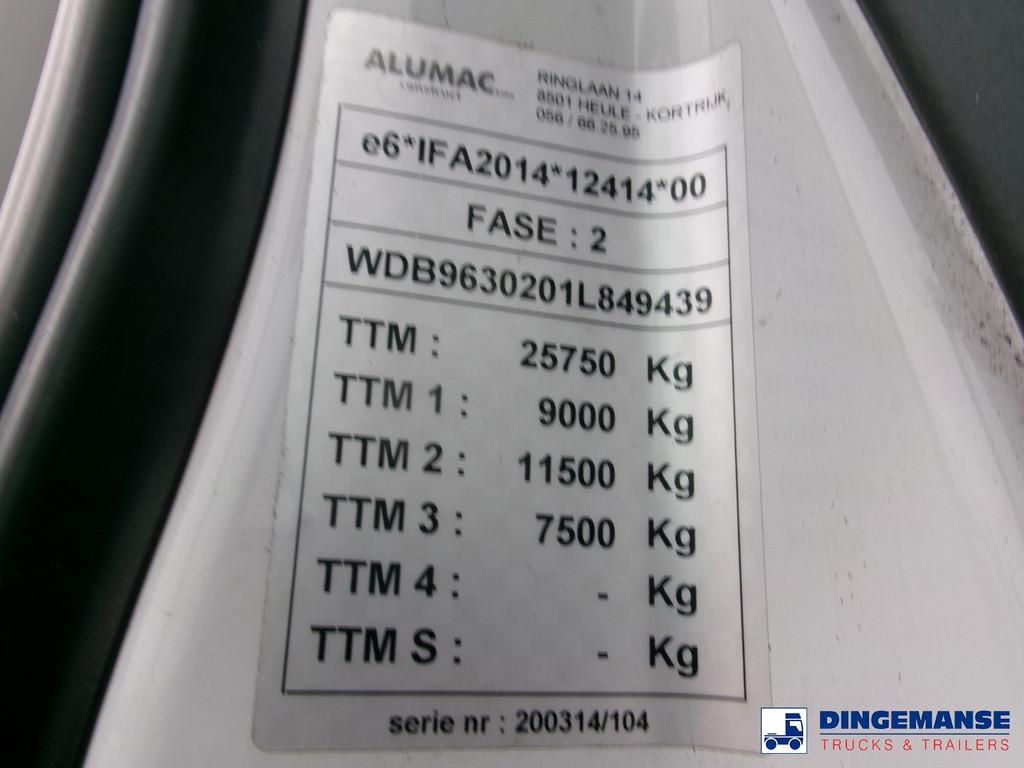 ALUMAC
construct
RINGLAAN 14
8501 HEULE - KORTRIJK
056 / 66.25.95
e6*IFA2014*12414*00
FASE : 2
WDB9630201L849439
TTM : 25750 Kg
TTM 1 : 9000 Kg
TTM 2 : 11500 Kg
TTM 3 : 7500 Kg
TTM 4 : - Kg
TTM S : - Kg
serie nr : 200314/104
DINGEMANSE
TRUCKS & TRAILERS